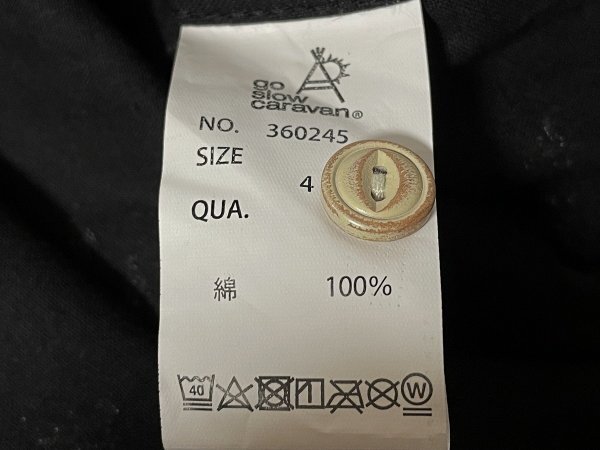 go
slow
caravan®
NO. 360245
SIZE
4
QUA.
綿 100%
40 W